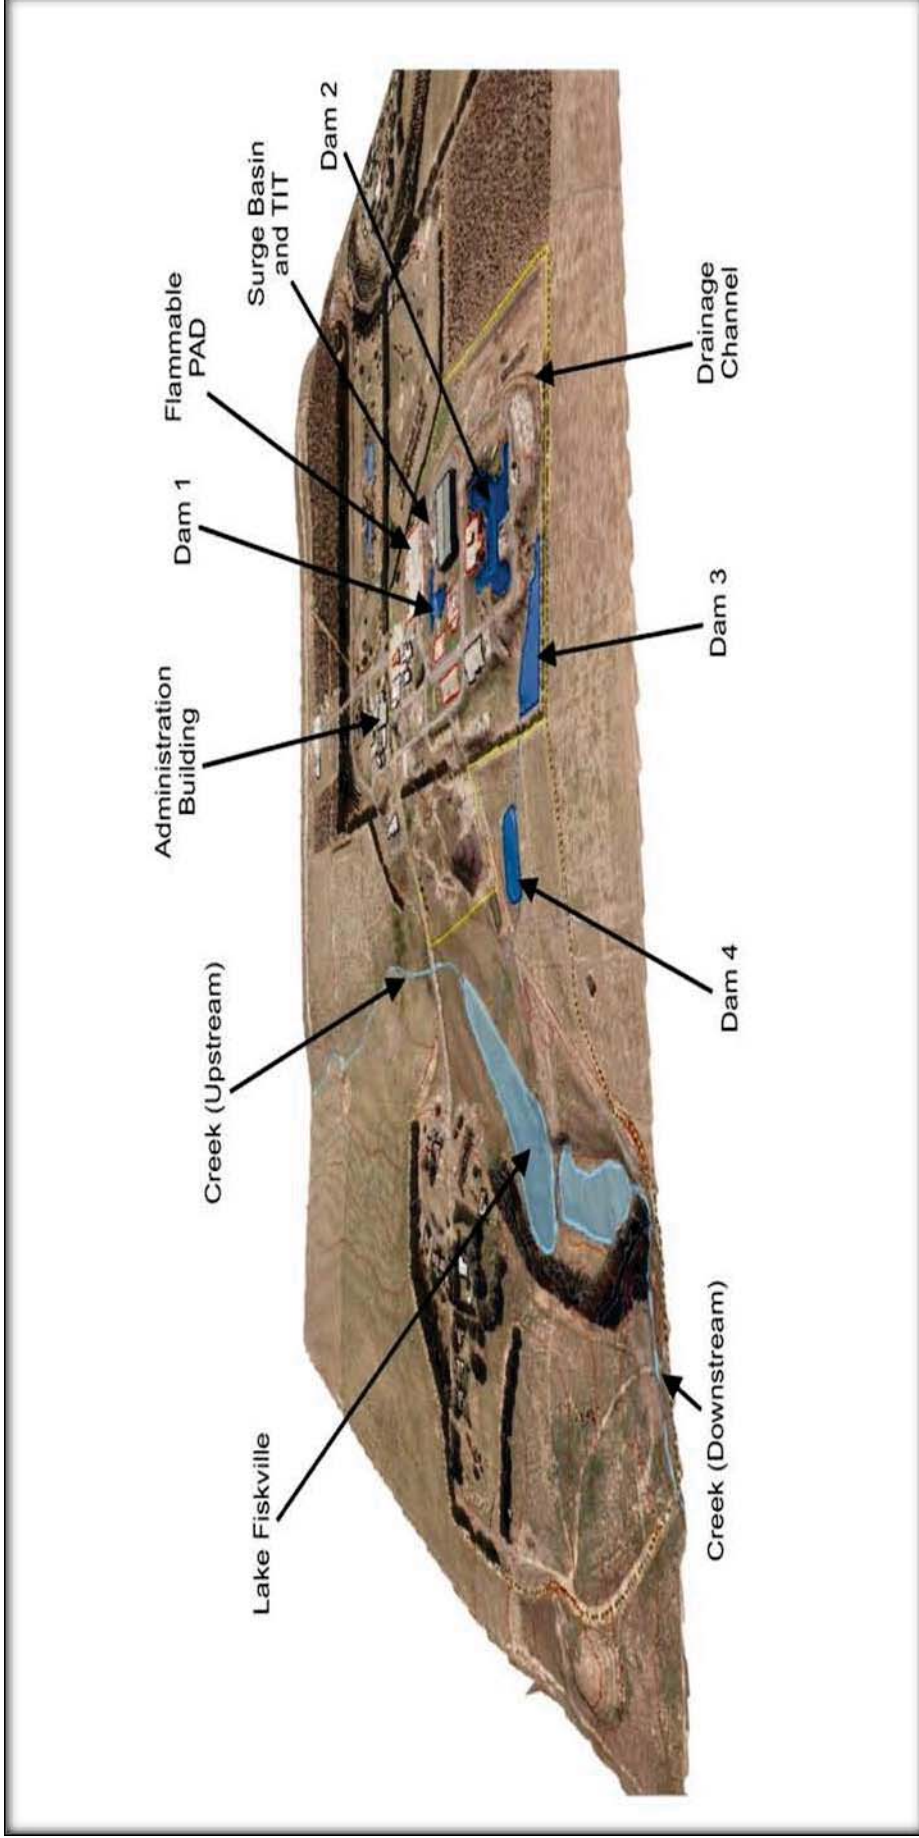 Lake Fiskville
Creek (Upstream)
Administration
Building
Dam 1
Flammable
PAD
Surge Basin
and TIT
Dam 2
Creek (Downstream)
Dam 4
Dam 3
Drainage
Channel